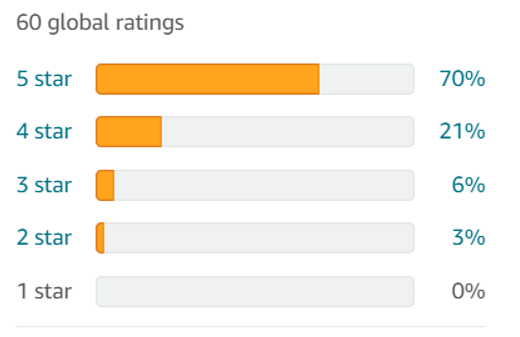 60 global ratings
5 star 70%
4 star 21%
3 star 6%
2 star 3%
1 star 0%